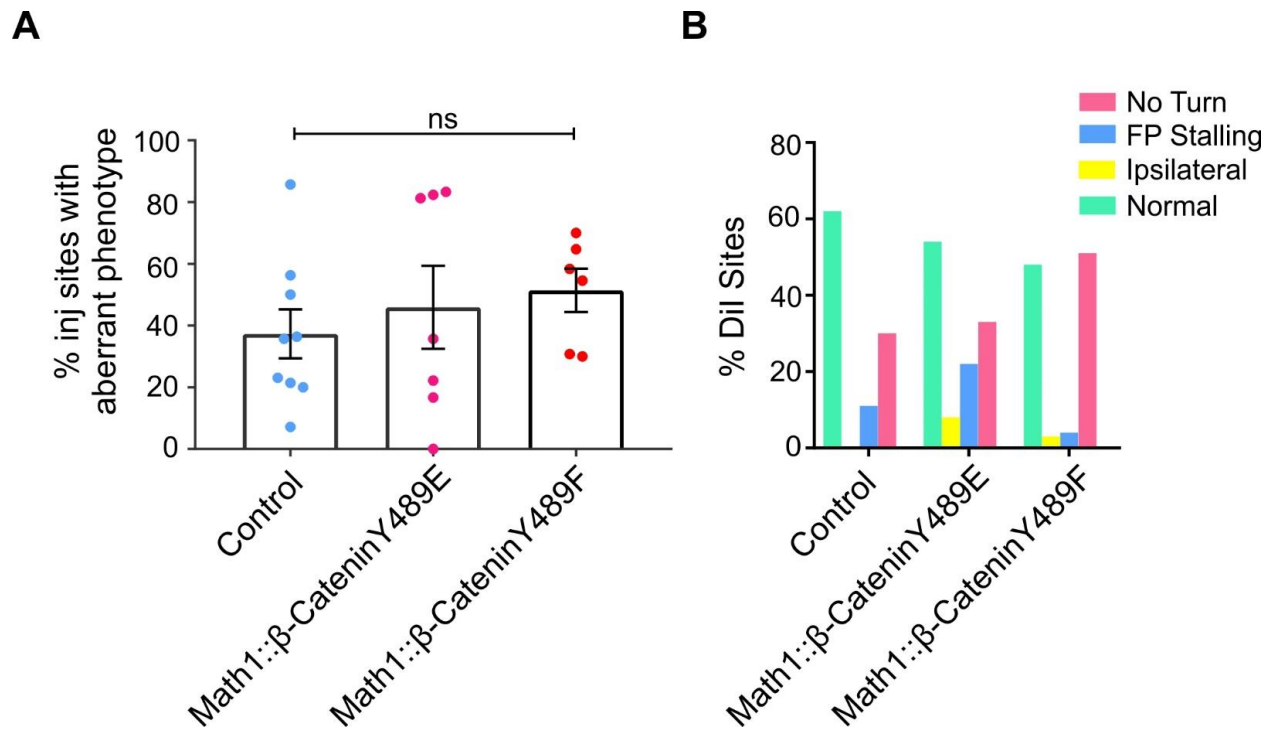 A
% inj sites with
aberrant phenotype
100
80
60
40
20
0
ns
Control
Math1::β-CateninY489E
Math1::β-CateninY489F
B
% DiI Sites
80
60
40
20
0
No Turn
FP Stalling
Ipsilateral
Normal
Control
Math1::β-CateninY489E
Math1::β-CateninY489F